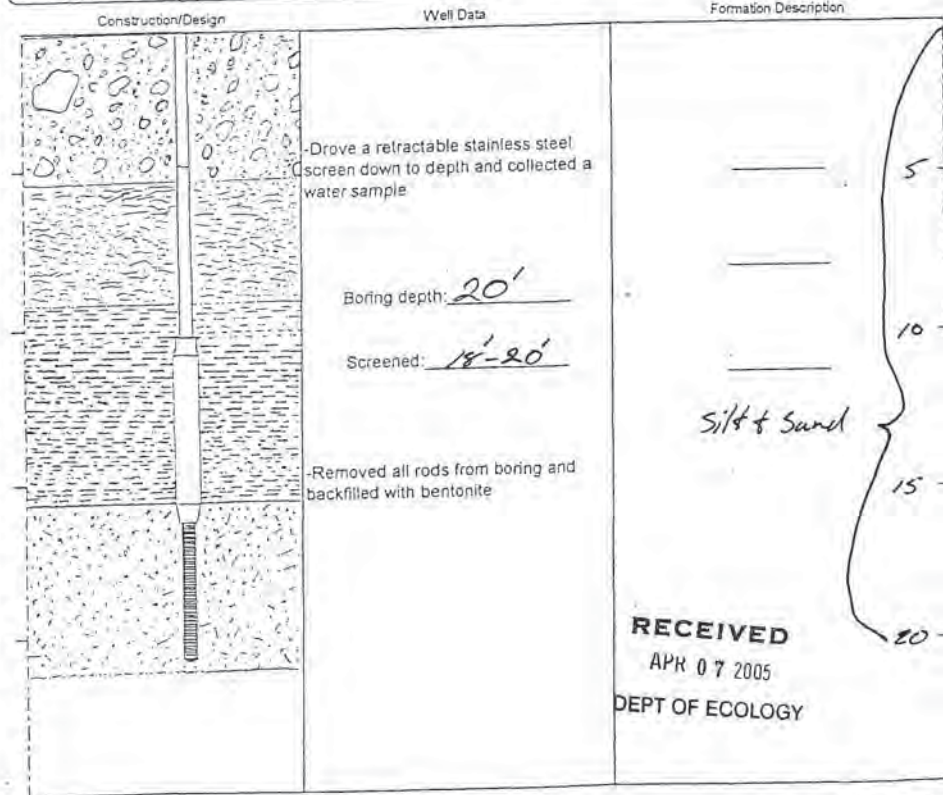 Construction/Design
Well Data
Formation Description
-Drove a retractable stainless steel
screen down to depth and collected a
water sample
Boring depth: 20'
Screened: 18'-20'
-Removed all rods from boring and
backfilled with bentonite
Silt & Sand
5
10
15
20
RECEIVED
APR 07 2005
DEPT OF ECOLOGY